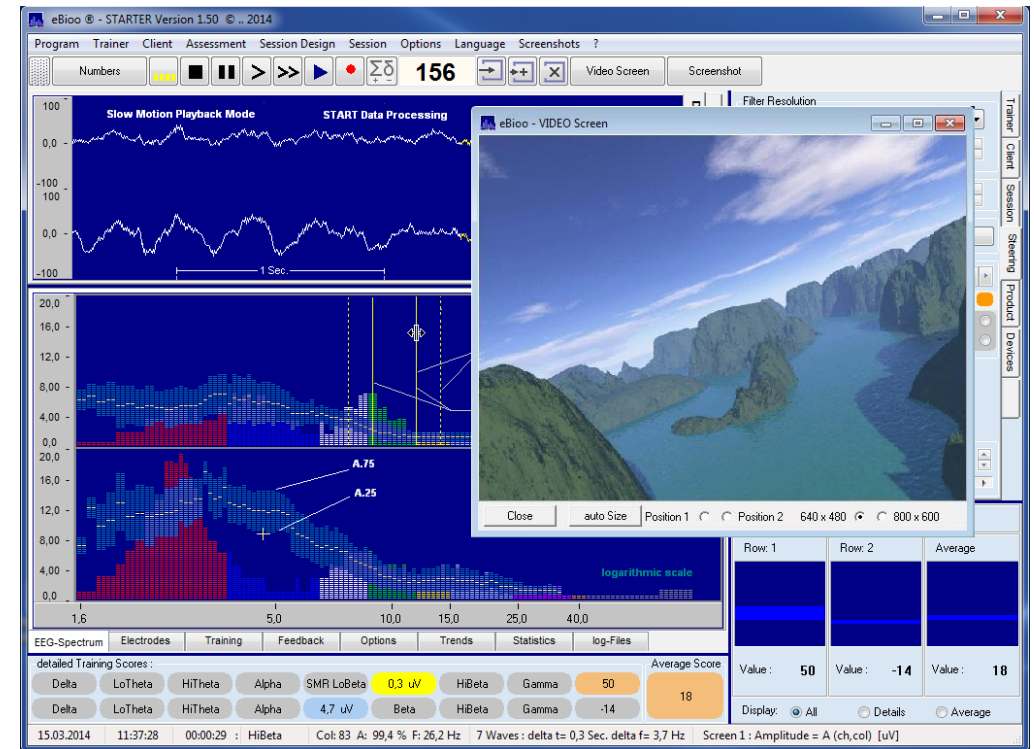 eBioo ® - STARTER Version 1.50 © .. 2014
Program Trainer Client Assessment Session Design Session Options Language Screenshots ?
Numbers Σδ + - 156 Video Screen Screenshot
100
Slow Motion Playback Mode START Data Processing
0,0
-100
100
0,0
-100
1 Sec.
Filter Resolution
eBioo - VIDEO Screen
Close auto Size Position 1 Position 2 640 x 480 800 x 600
Trainer
Client
Session
Steering
Product
Devices
20,0
16,0
12,0
8,00
4,00
0,0
20,0
A.75
16,0
A.25
12,0
8,00
4,00
logarithmic scale
0,0
1,6 5,0 10,0 15,0 25,0 40,0
EEG-Spectrum Electrodes Training Feedback Options Trends Statistics log-Files
Row: 1 Row: 2 Average
Value : 50 Value : -14 Value : 18
Display: All Details Average
detailed Training Scores : Average Score
Delta LoTheta HiTheta Alpha SMR LoBeta 0,3 uV HiBeta Gamma 50
18
Delta LoTheta HiTheta Alpha 4,7 uV Beta HiBeta Gamma -14
15.03.2014 11:37:28 00:00:29 : HiBeta Col: 83 A: 99,4 % F: 26,2 Hz 7 Waves : delta t= 0,3 Sec. delta f= 3,7 Hz Screen 1 : Amplitude = A (ch,col) [uV]